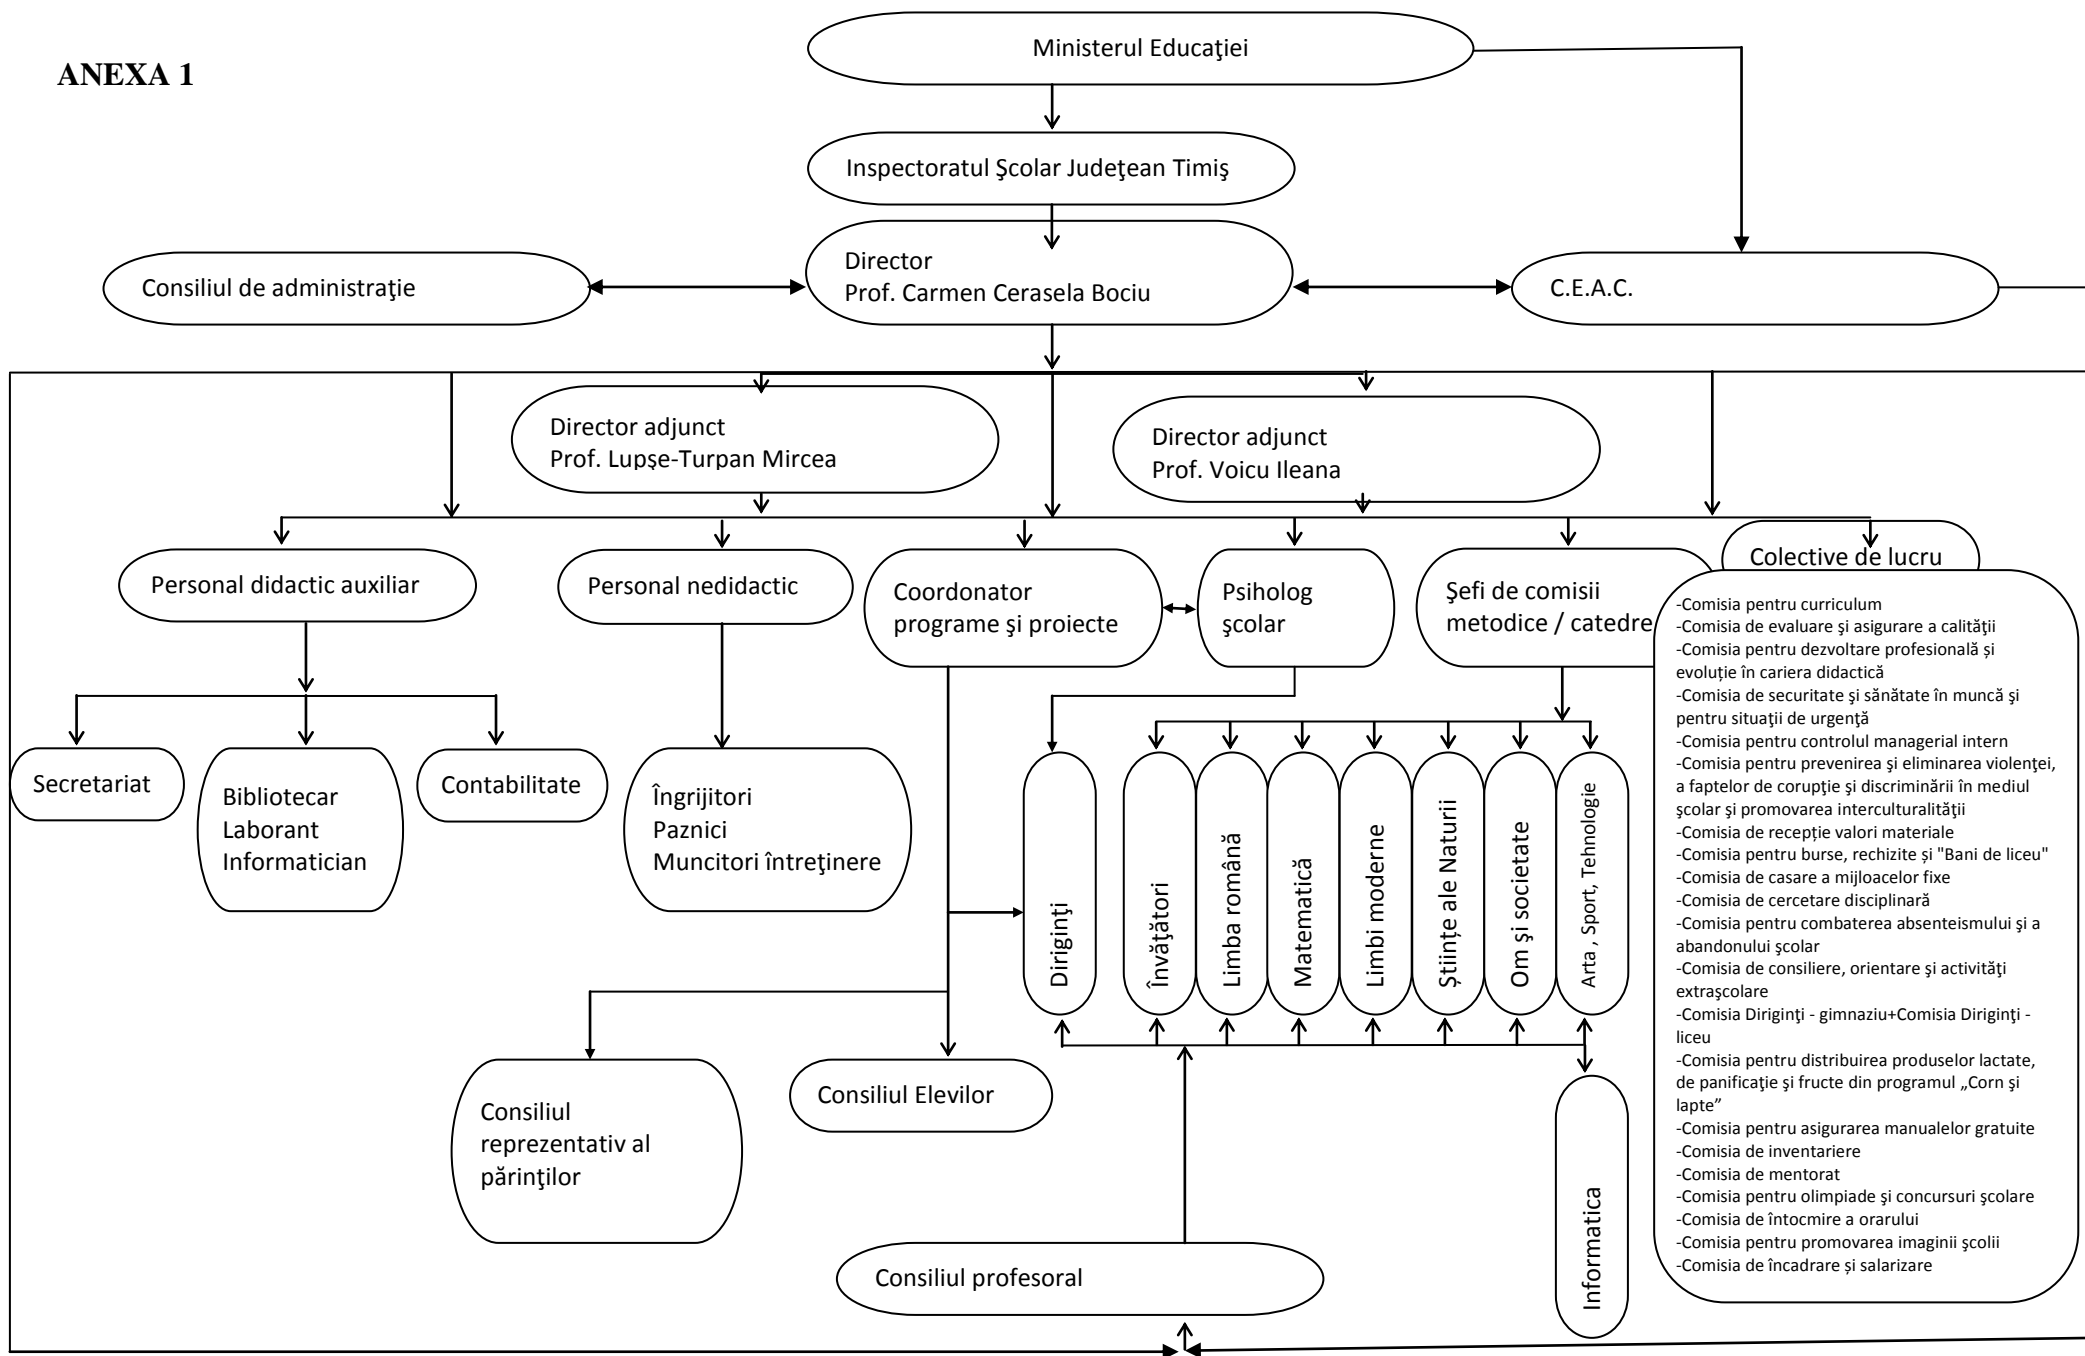 ANEXA 1
Ministerul Educaţiei
Inspectoratul Şcolar Judeţean Timiş
Consiliul de administraţie
Director
Prof. Carmen Cerasela Bociu
C.E.A.C.
Director adjunct
Prof. Lupşe-Turpan Mircea
Director adjunct
Prof. Voicu Ileana
Personal didactic auxiliar
Personal nedidactic
Coordonator
programe şi proiecte
Psiholog
şcolar
Şefi de comisii
metodice / catedre
Colective de lucru
-Comisia pentru curriculum
-Comisia de evaluare şi asigurare a calităţii
-Comisia pentru dezvoltare profesională și
evoluție în cariera didactică
-Comisia de securitate şi sănătate în muncă şi
pentru situaţii de urgenţă
-Comisia pentru controlul managerial intern
-Comisia pentru prevenirea şi eliminarea violenţei,
a faptelor de corupţie şi discriminării în mediul
şcolar şi promovarea interculturalităţii
-Comisia de recepție valori materiale
-Comisia pentru burse, rechizite și "Bani de liceu"
-Comisia de casare a mijloacelor fixe
-Comisia de cercetare disciplinară
-Comisia pentru combaterea absenteismului şi a
abandonului şcolar
-Comisia de consiliere, orientare şi activităţi
extraşcolare
-Comisia Diriginţi - gimnaziu+Comisia Diriginţi -
liceu
-Comisia pentru distribuirea produselor lactate,
de panificaţie şi fructe din programul „Corn şi
lapte”
-Comisia pentru asigurarea manualelor gratuite
-Comisia de inventariere
-Comisia de mentorat
-Comisia pentru olimpiade şi concursuri şcolare
-Comisia de întocmire a orarului
-Comisia pentru promovarea imaginii şcolii
-Comisia de încadrare și salarizare
Secretariat
Bibliotecar
Laborant
Informatician
Contabilitate
Îngrijitori
Paznici
Muncitori întreţinere
Diriginţi
Învăţători
Limba română
Matematică
Limbi moderne
Științe ale Naturii
Om şi societate
Arta , Sport, Tehnologie
Consiliul
reprezentativ al
părinţilor
Consiliul Elevilor
Informatica
Consiliul profesoral